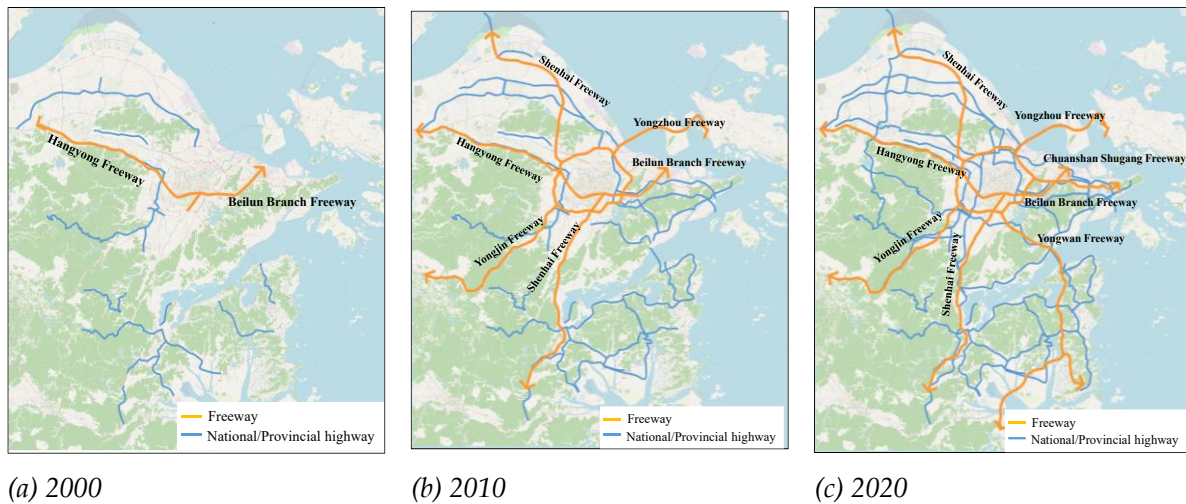 Hangyong Freeway
Beilun Branch Freeway
Freeway
National/Provincial highway
(a) 2000
Shenhai Freeway
Yongzhou Freeway
Beilun Branch Freeway
Hangyong Freeway
Yongjin Freeway
Shenhai Freeway
Freeway
National/Provincial highway
(b) 2010
Shenhai Freeway
Yongzhou Freeway
Chuanshan Shugang Freeway
Hangyong Freeway
Beilun Branch Freeway
Yongjin Freeway
Yongwan Freeway
Shenhai Freeway
Freeway
National/Provincial highway
(c) 2020